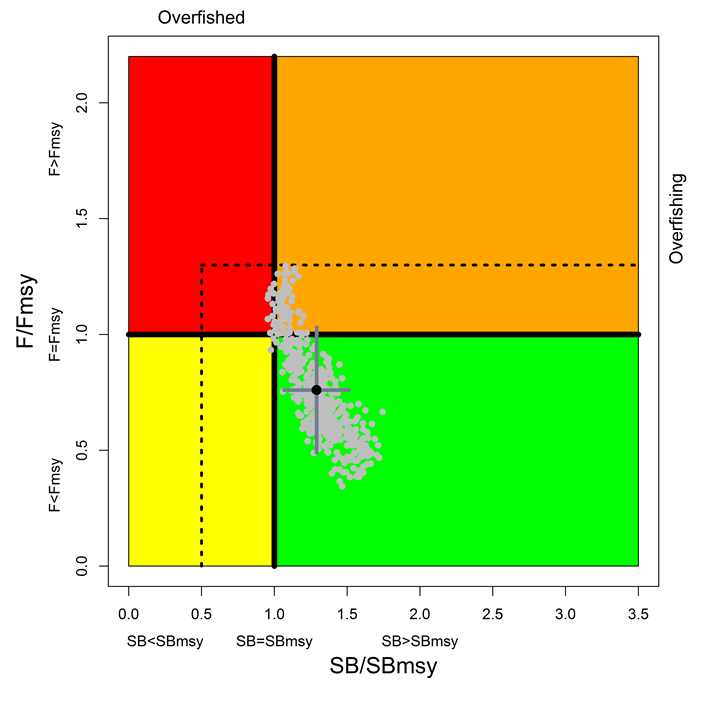 Overfished
2.0
1.5
1.0
0.5
0.0
F>Fmsy
F=Fmsy
F<Fmsy
F/Fmsy
Overfishing
0.0 0.5 1.0 1.5 2.0 2.5 3.0 3.5
SB<SBmsy SB=SBmsy SB>SBmsy
SB/SBmsy